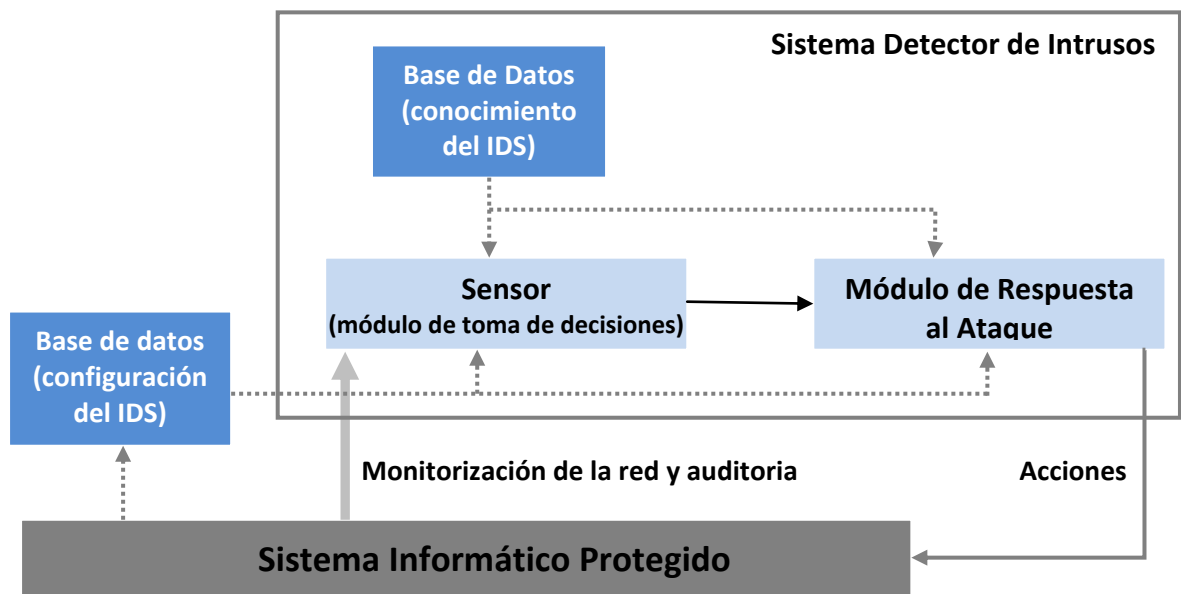 Sistema Detector de Intrusos
Base de Datos
(conocimiento
del IDS)
Sensor
(módulo de toma de decisiones)
Módulo de Respuesta
al Ataque
Base de datos
(configuración
del IDS)
Monitorización de la red y auditoria
Acciones
Sistema Informático Protegido